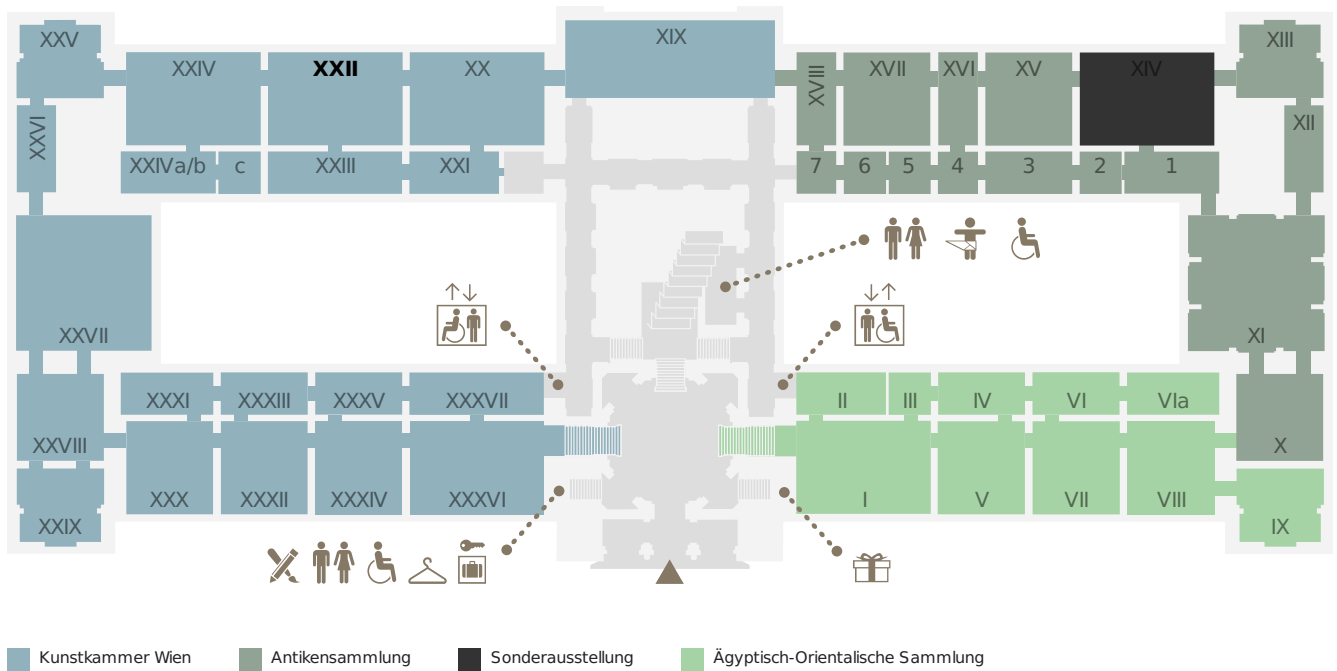 XXV
XXIV
XXII
XX
XIX
XVIII
XVII
XVI
XV
XIV
XIII
XXVI
XII
XXIVa/b
c
XXIII
XXI
7
6
5
4
3
2
1
XXVII
XI
XXXI
XXXIII
XXXV
XXXVII
II
III
IV
VI
VIa
XXVIII
X
XXX
XXXII
XXXIV
XXXVI
I
V
VII
VIII
XXIX
IX
Kunstkammer Wien
Antikensammlung
Sonderausstellung
Ägyptisch-Orientalische Sammlung